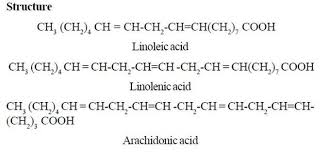 Structure
CH₃ (CH₂)₄ CH = CH-CH₂-CH=CH(CH₂)₇ COOH
Linoleic acid
CH₃ (CH₂)₄ CH = CH-CH₂-CH=CH -CH₂-CH = CH(CH₂)₇ COOH
Linolenic acid
CH₃ (CH₂)₄ CH = CH-CH₂-CH=CH -CH₂-CH = CH-CH₂-CH=CH-
(CH₂)₃ COOH
Arachidonic acid